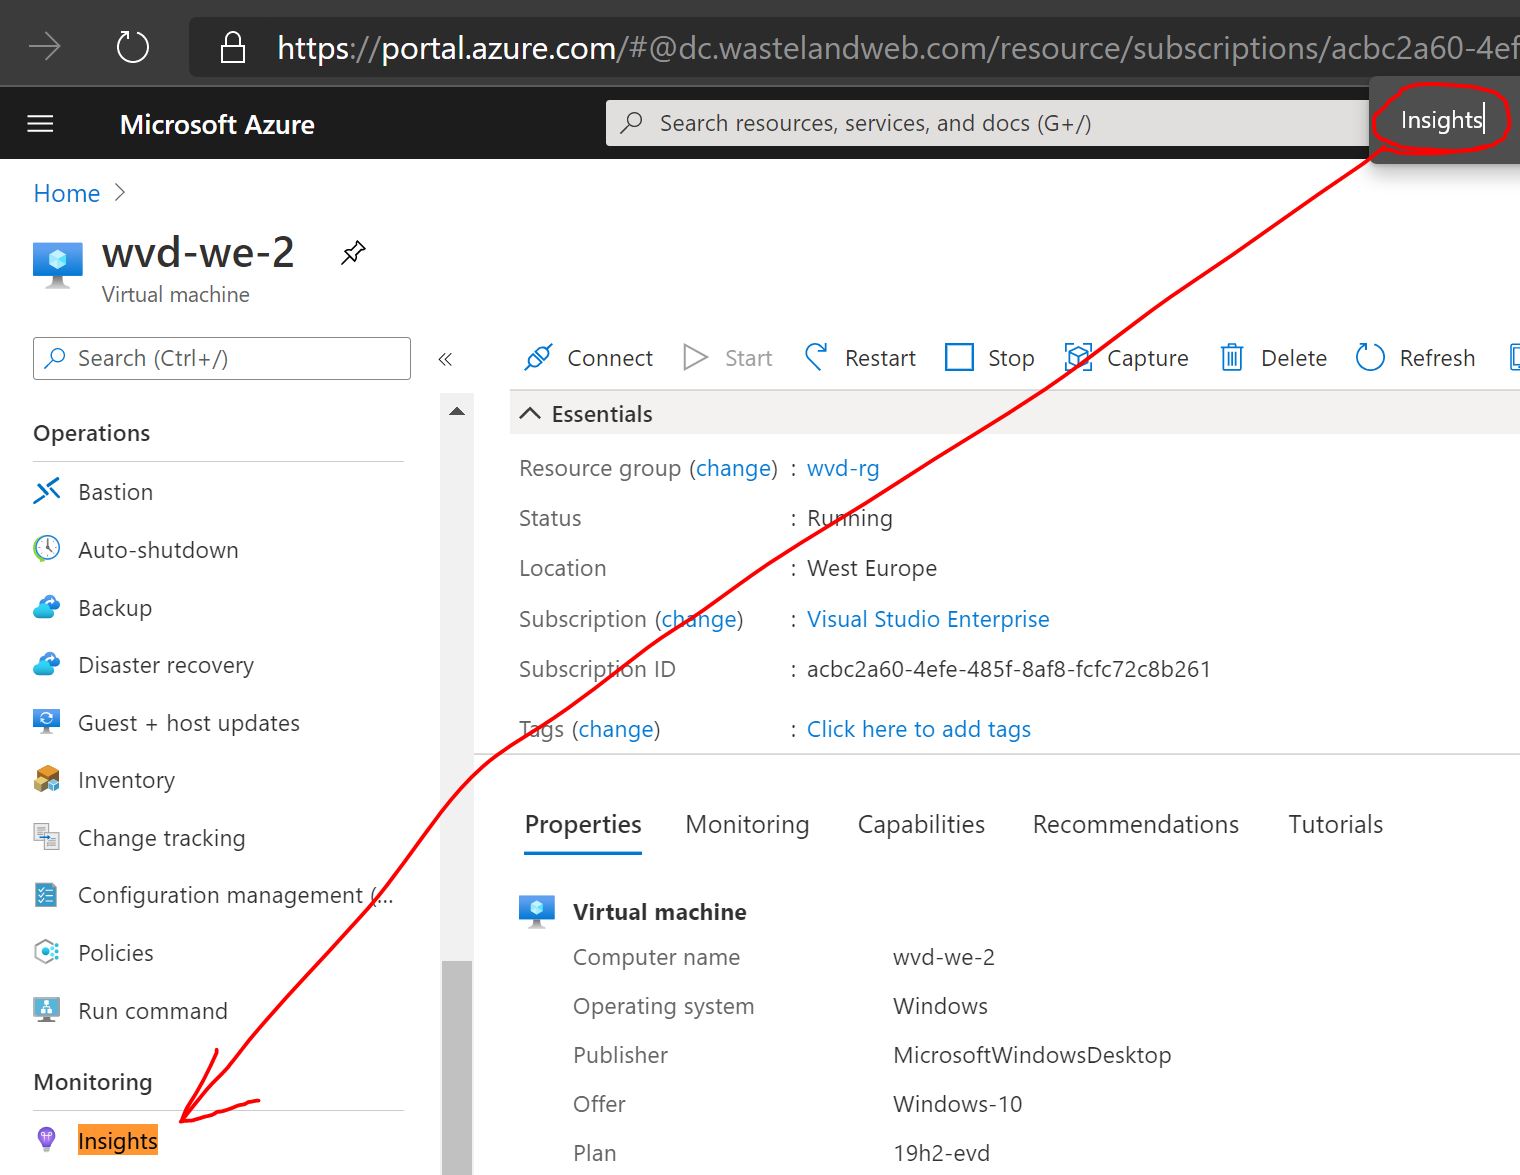 https://portal.azure.com/#@dc.wastelandweb.com/resource/subscriptions/acbc2a60-4ef
Microsoft Azure
Search resources, services, and docs (G+/)
Insights
Home
wvd-we-2
Virtual machine
Search (Ctrl+/)
«
Connect
Start
Restart
Stop
Capture
Delete
Refresh
Operations
Bastion
Auto-shutdown
Backup
Disaster recovery
Guest + host updates
Inventory
Change tracking
Configuration management (...
Policies
Run command
Monitoring
Insights
Essentials
Resource group (change) : wvd-rg
Status : Running
Location : West Europe
Subscription (change) : Visual Studio Enterprise
Subscription ID : acbc2a60-4efe-485f-8af8-fcfc72c8b261
Tags (change) : Click here to add tags
Properties
Monitoring
Capabilities
Recommendations
Tutorials
Virtual machine
Computer name wvd-we-2
Operating system Windows
Publisher MicrosoftWindowsDesktop
Offer Windows-10
Plan 19h2-evd